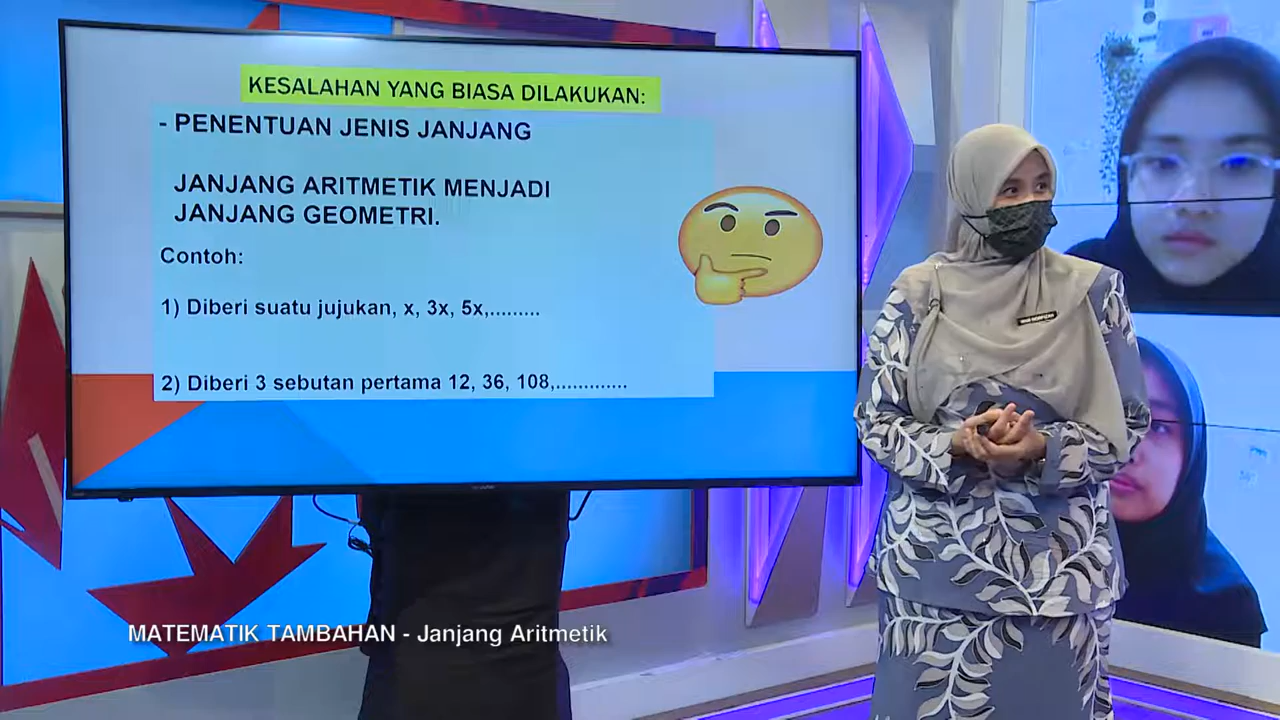 KESALAHAN YANG BIASA DILAKUKAN:
- PENENTUAN JENIS JANJANG
JANJANG ARITMETIK MENJADI
JANJANG GEOMETRI.
Contoh:
1) Diberi suatu jujukan, x, 3x, 5x,.........
2) Diberi 3 sebutan pertama 12, 36, 108,.............
MATEMATIK TAMBAHAN - Janjang Aritmetik